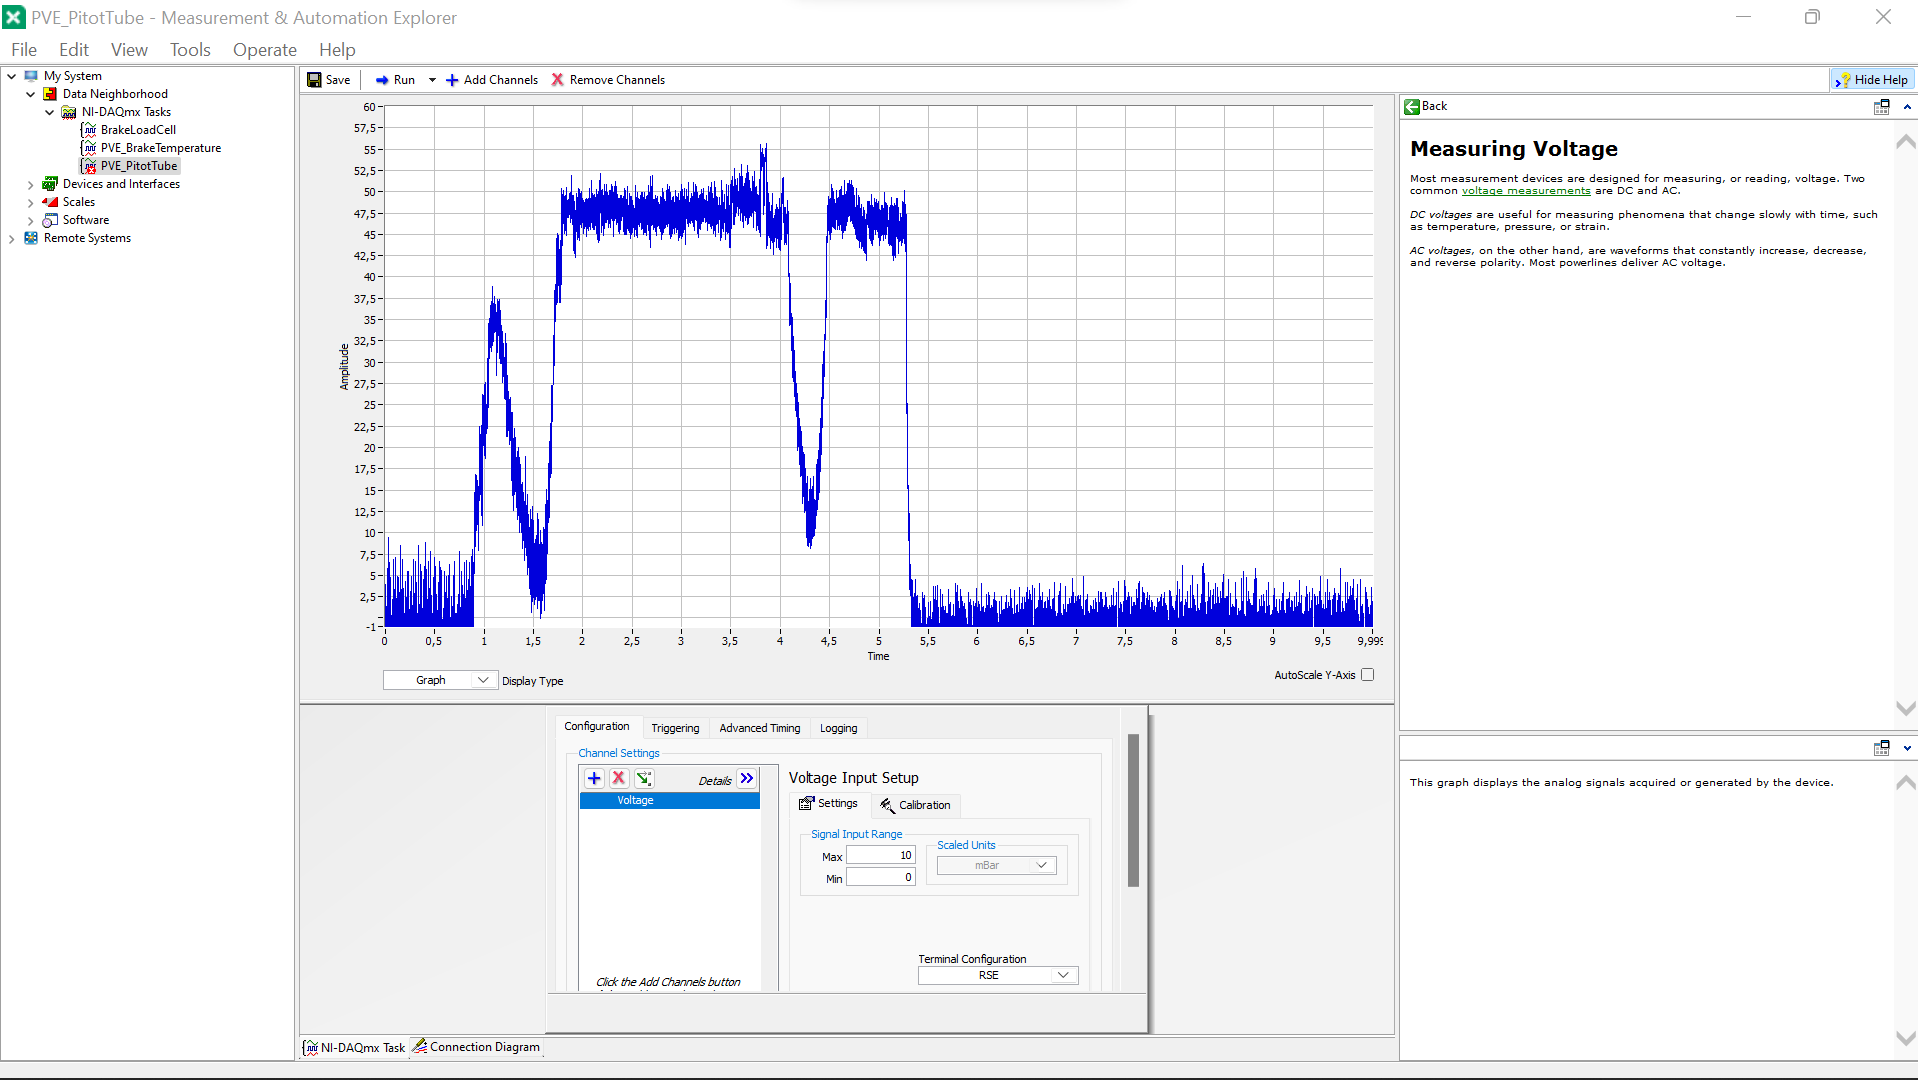 PVE_PitotTube - Measurement & Automation Explorer
File Edit View Tools Operate Help
My System
Data Neighborhood
NI-DAQmx Tasks
BrakeLoadCell
PVE_BrakeTemperature
PVE_PitotTube
Devices and Interfaces
Scales
Software
Remote Systems
Save Run Add Channels Remove Channels
Hide Help
60
57,5
55
52,5
50
47,5
45
42,5
40
37,5
35
32,5
30
27,5
25
22,5
20
17,5
15
12,5
10
7,5
5
2,5
-1
Amplitude
0 0,5 1 1,5 2 2,5 3 3,5 4 4,5 5 5,5 6 6,5 7 7,5 8 8,5 9 9,5 9,999
Time
Graph Display Type
AutoScale Y-Axis
Configuration Triggering Advanced Timing Logging
Channel Settings
Details
Voltage
Click the Add Channels button
Voltage Input Setup
Settings Calibration
Signal Input Range
Max 10
Min 0
Scaled Units
mBar
Terminal Configuration
RSE
NI-DAQmx Task Connection Diagram
Back
Measuring Voltage
Most measurement devices are designed for measuring, or reading, voltage. Two
common voltage measurements are DC and AC.
DC voltages are useful for measuring phenomena that change slowly with time, such
as temperature, pressure, or strain.
AC voltages, on the other hand, are waveforms that constantly increase, decrease,
and reverse polarity. Most powerlines deliver AC voltage.
This graph displays the analog signals acquired or generated by the device.